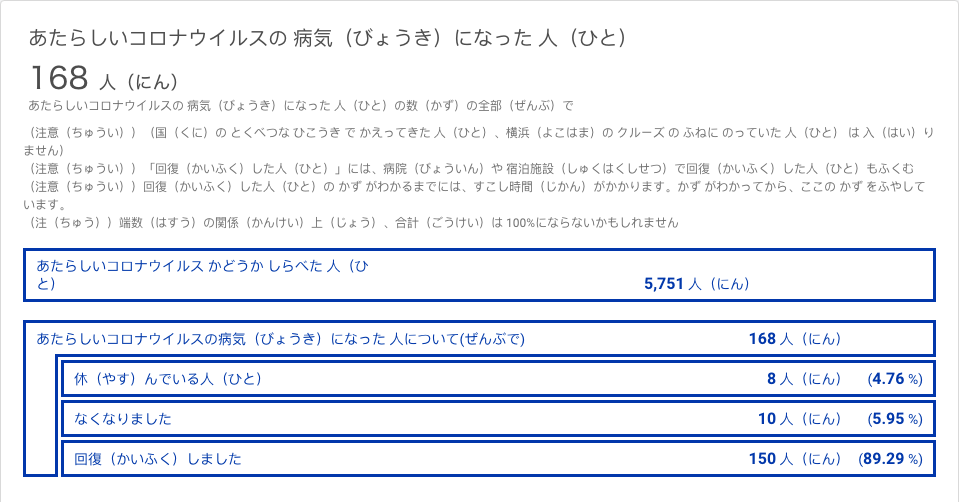 あたらしいコロナウイルスの 病気（びょうき）になった 人（ひと）
168 人（にん）
あたらしいコロナウイルスの 病気（びょうき）になった 人（ひと）の数（かず）の全部（ぜんぶ）で
（注意（ちゅうい））（国（くに）の とくべつな ひこうき で かえってきた 人（ひと）、横浜（よこはま）の クルーズ の ふねに のっていた 人（ひと） は 入（はい）り
ません）
（注意（ちゅうい））「回復（かいふく）した人（ひと）」には、病院（びょういん）や 宿泊施設（しゅくはくしせつ）で回復（かいふく）した人（ひと）もふくむ
（注意（ちゅうい））回復（かいふく）した人（ひと）の かず がわかるまでには、すこし時間（じかん）がかかります。かず がわかってから、ここの かず をふやして
います。
（注（ちゅう））端数（はすう）の関係（かんけい）上（じょう）、合計（ごうけい）は 100%にならないかもしれません
あたらしいコロナウイルス かどうか しらべた 人（ひ
と） 5,751 人（にん）
あたらしいコロナウイルスの病気（びょうき）になった 人について(ぜんぶで) 168 人（にん）
休（やす）んでいる人（ひと） 8 人（にん） (4.76 %)
なくなりました 10 人（にん） (5.95 %)
回復（かいふく）しました 150 人（にん） (89.29 %)